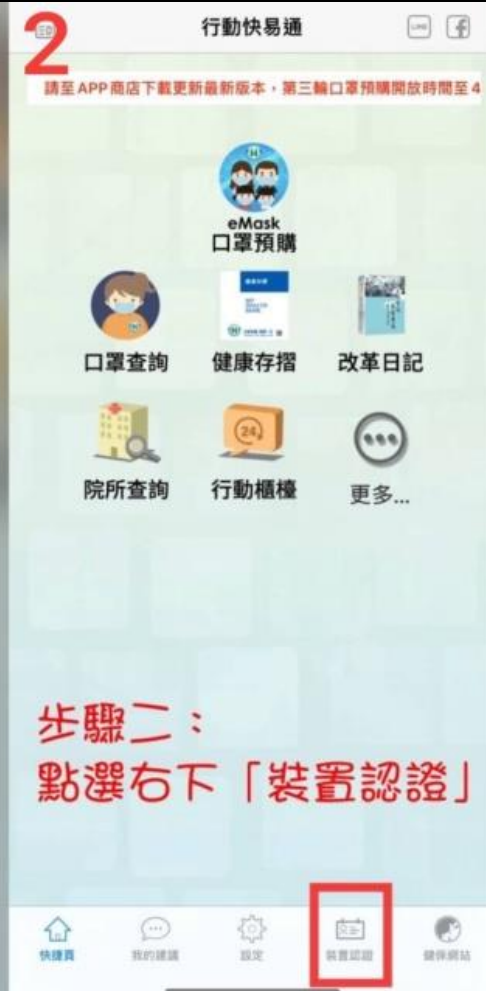 2
行動快易通
請至APP商店下載更新最新版本，第三輪口罩預購開放時間至4
eMask
口罩預購
口罩查詢
健康存摺
改革日記
院所查詢
行動櫃檯
更多...
步驟二：
點選右下「裝置認證」
快捷頁
我的建議
設定
裝置認證
健保網站